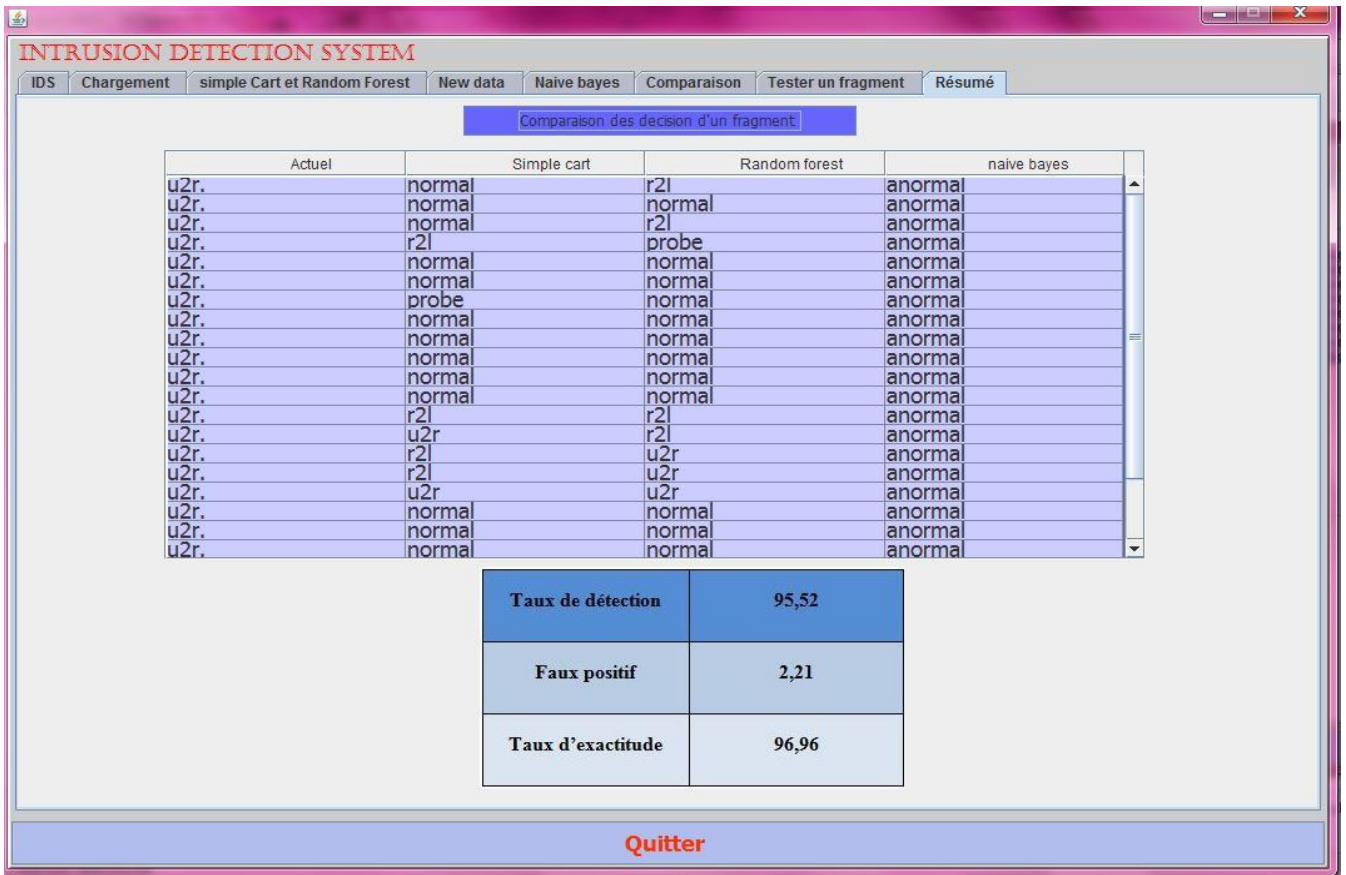 INTRUSION DETECTION SYSTEM
IDS Chargement simple Cart et Random Forest New data Naive bayes Comparaison Tester un fragment Résumé
Comparaison des decision d'un fragment
Actuel Simple cart Random forest naive bayes
u2r. normal r2l anormal
u2r. normal normal anormal
u2r. normal r2l anormal
u2r. r2l probe anormal
u2r. normal normal anormal
u2r. normal normal anormal
u2r. probe normal anormal
u2r. normal normal anormal
u2r. normal normal anormal
u2r. normal normal anormal
u2r. normal normal anormal
u2r. normal normal anormal
u2r. r2l r2l anormal
u2r. u2r r2l anormal
u2r. r2l u2r anormal
u2r. r2l u2r anormal
u2r. u2r u2r anormal
u2r. normal normal anormal
u2r. normal normal anormal
u2r. normal normal anormal
Taux de détection 95,52
Faux positif 2,21
Taux d’exactitude 96,96
Quitter